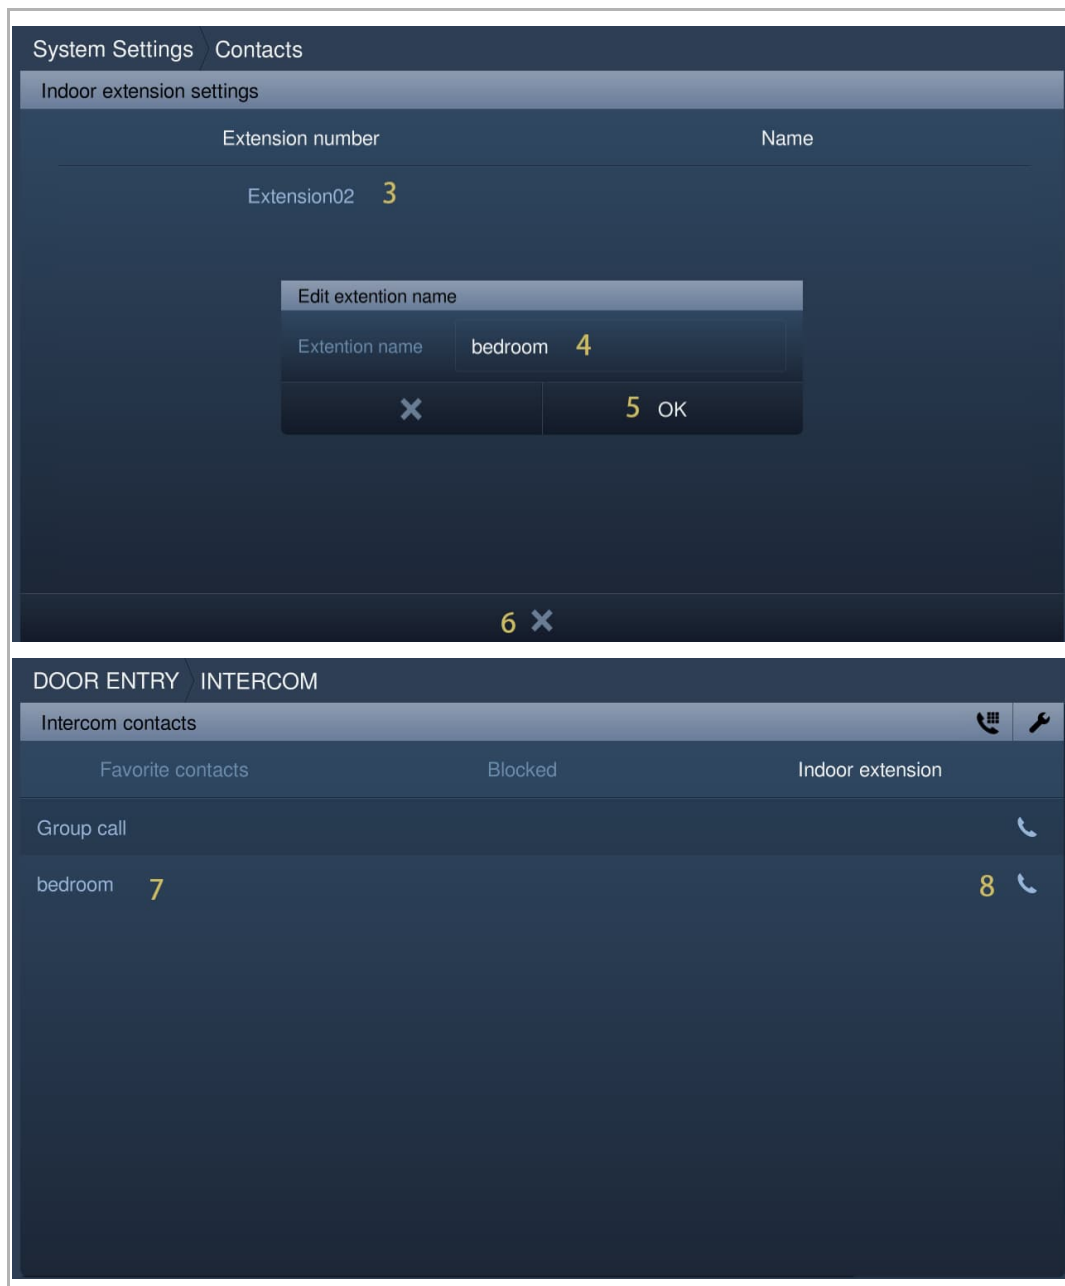 System Settings Contacts
Indoor extension settings
Extension number Name
Extension02 3
Edit extention name
Extention name bedroom 4
5 OK
6
DOOR ENTRY INTERCOM
Intercom contacts
Favorite contacts Blocked Indoor extension
Group call
bedroom 7 8